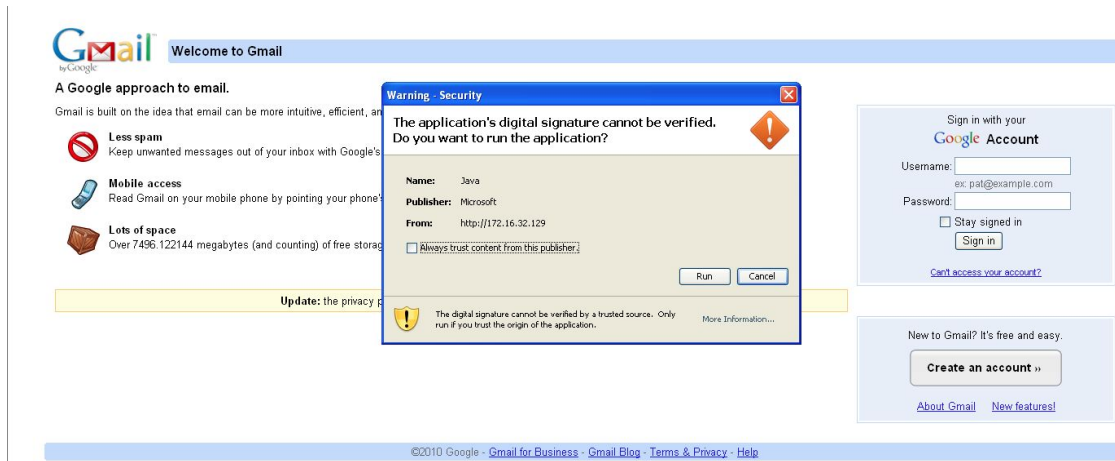 Gmail
by Google
Welcome to Gmail
A Google approach to email.
Gmail is built on the idea that email can be more intuitive, efficient, an
Less spam
Keep unwanted messages out of your inbox with Google's
Mobile access
Read Gmail on your mobile phone by pointing your phone's
Lots of space
Over 7496.122144 megabytes (and counting) of free storag
Update: the privacy p
Warning - Security
The application's digital signature cannot be verified.
Do you want to run the application?
Name: Java
Publisher: Microsoft
From: http://172.16.32.129
Always trust content from this publisher.
Run Cancel
The digital signature cannot be verified by a trusted source. Only
run if you trust the origin of the application.
More Information...
Sign in with your
Google Account
Username:
ex: pat@example.com
Password:
Stay signed in
Sign in
Can't access your account?
New to Gmail? It's free and easy.
Create an account »
About Gmail New features!
©2010 Google - Gmail for Business - Gmail Blog - Terms & Privacy - Help